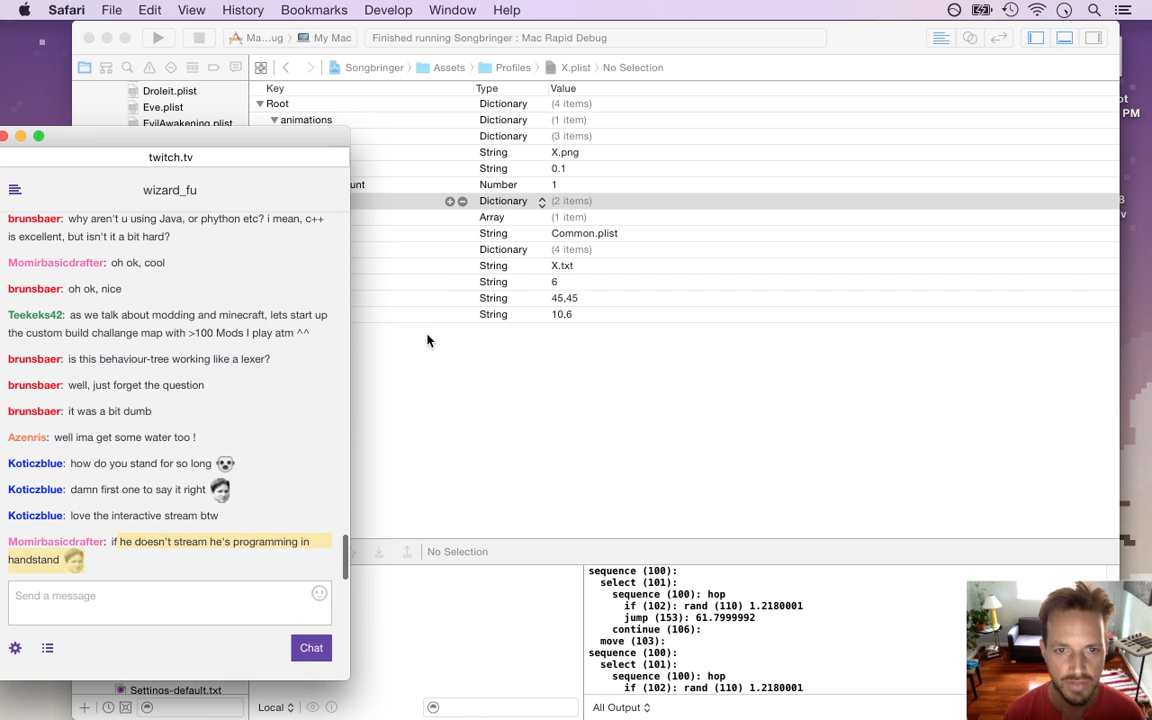 Safari File Edit View History Bookmarks Develop Window Help
Ma...ug My Mac Finished running Songbringer : Mac Rapid Debug
Songbringer Assets Profiles X.plist No Selection
Droleit.plist
Eve.plist
EvilAwakening.plist
Key Type Value
Root Dictionary (4 items)
animations Dictionary (1 item)
Dictionary (3 items)
String X.png
String 0.1
unt Number 1
Dictionary (2 items)
Array (1 item)
String Common.plist
Dictionary (4 items)
String X.txt
String 6
String 45,45
String 10,6
twitch.tv
wizard_fu
brunsbaer: why aren't u using Java, or phython etc? i mean, c++
is excellent, but isn't it a bit hard?
Momirbasicdrafter: oh ok, cool
brunsbaer: oh ok, nice
Teekeks42: as we talk about modding and minecraft, lets start up
the custom build challange map with >100 Mods I play atm ^^
brunsbaer: is this behaviour-tree working like a lexer?
brunsbaer: well, just forget the question
brunsbaer: it was a bit dumb
Azenris: well ima get some water too !
Koticzblue: how do you stand for so long
Koticzblue: damn first one to say it right
Koticzblue: love the interactive stream btw
Momirbasicdrafter: if he doesn't stream he's programming in
handstand
Send a message
Chat
Settings-default.txt
No Selection
sequence (100):
select (101):
sequence (100): hop
if (102): rand (110) 1.2180001
jump (153): 61.7999992
continue (106):
move (103):
sequence (100):
select (101):
sequence (100): hop
if (102): rand (110) 1.2180001
Local
All Output
ot
PM
8
v